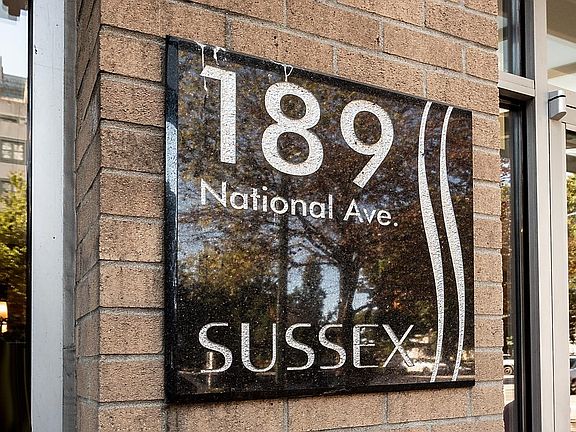 189
National Ave.
SUSSEX